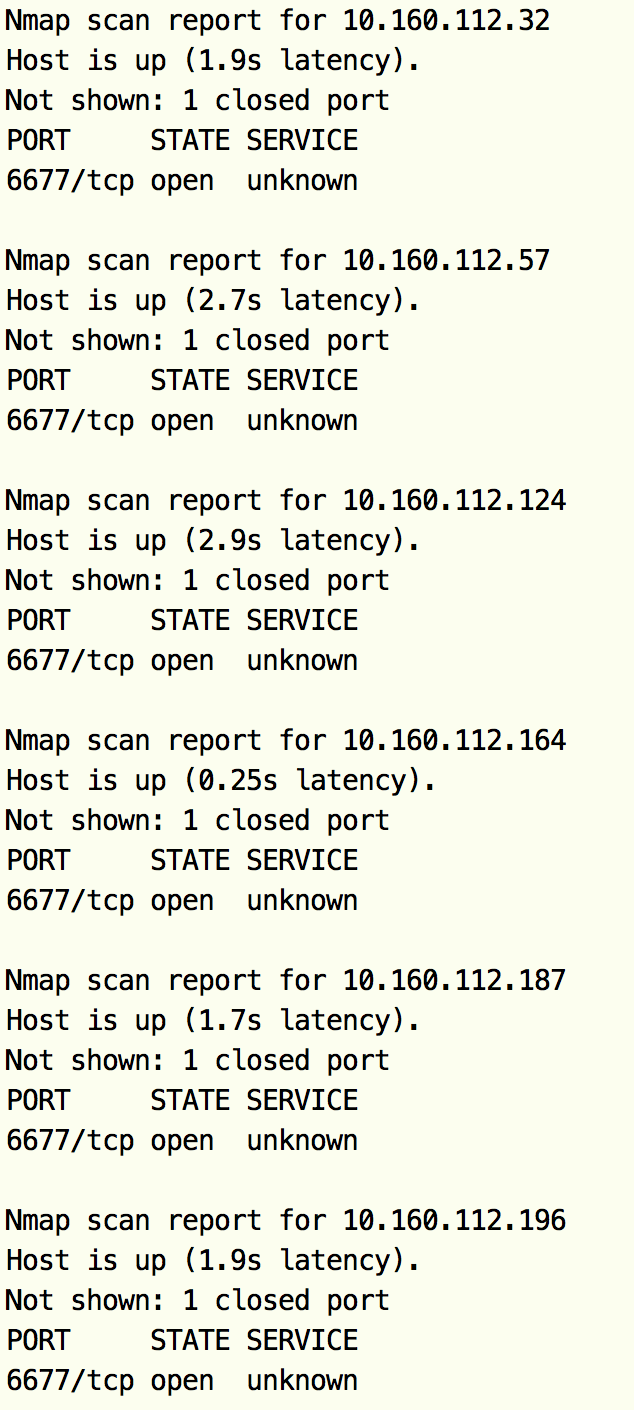 Nmap scan report for 10.160.112.32
Host is up (1.9s latency).
Not shown: 1 closed port
PORT     STATE SERVICE
6677/tcp open  unknown

Nmap scan report for 10.160.112.57
Host is up (2.7s latency).
Not shown: 1 closed port
PORT     STATE SERVICE
6677/tcp open  unknown

Nmap scan report for 10.160.112.124
Host is up (2.9s latency).
Not shown: 1 closed port
PORT     STATE SERVICE
6677/tcp open  unknown

Nmap scan report for 10.160.112.164
Host is up (0.25s latency).
Not shown: 1 closed port
PORT     STATE SERVICE
6677/tcp open  unknown

Nmap scan report for 10.160.112.187
Host is up (1.7s latency).
Not shown: 1 closed port
PORT     STATE SERVICE
6677/tcp open  unknown

Nmap scan report for 10.160.112.196
Host is up (1.9s latency).
Not shown: 1 closed port
PORT     STATE SERVICE
6677/tcp open  unknown